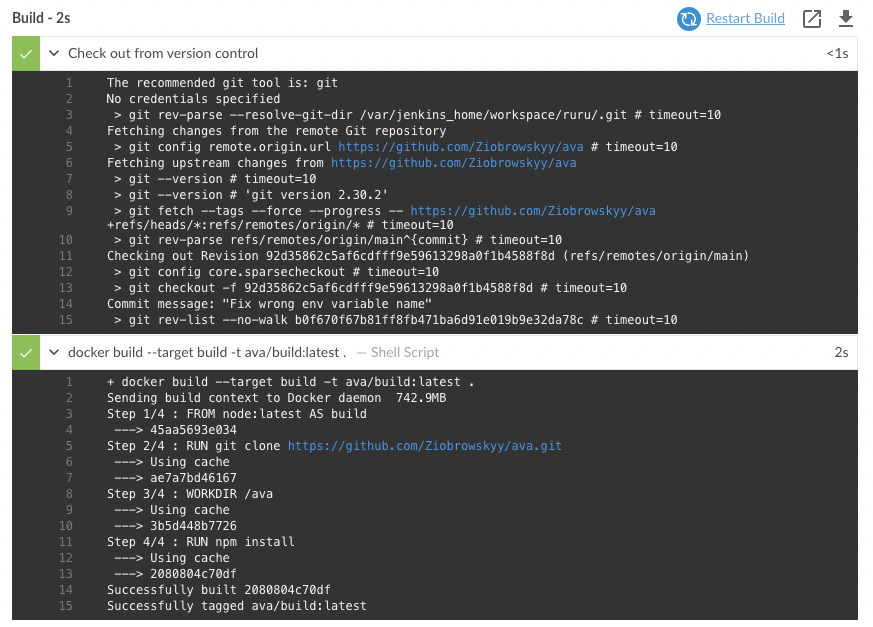 Build - 2s
Restart Build
Check out from version control
<1s
1 The recommended git tool is: git
2 No credentials specified
3 > git rev-parse --resolve-git-dir /var/jenkins_home/workspace/ruru/.git # timeout=10
4 Fetching changes from the remote Git repository
5 > git config remote.origin.url https://github.com/Ziobrowskyy/ava # timeout=10
6 Fetching upstream changes from https://github.com/Ziobrowskyy/ava
7 > git --version # timeout=10
8 > git --version # 'git version 2.30.2'
9 > git fetch --tags --force --progress -- https://github.com/Ziobrowskyy/ava
+refs/heads/*:refs/remotes/origin/* # timeout=10
10 > git rev-parse refs/remotes/origin/main^{commit} # timeout=10
11 Checking out Revision 92d35862c5af6cdfff9e59613298a0f1b4588f8d (refs/remotes/origin/main)
12 > git config core.sparsecheckout # timeout=10
13 > git checkout -f 92d35862c5af6cdfff9e59613298a0f1b4588f8d # timeout=10
14 Commit message: "Fix wrong env variable name"
15 > git rev-list --no-walk b0f670f67b81ff8fb471ba6d91e019b9e32da78c # timeout=10
docker build --target build -t ava/build:latest . — Shell Script
2s
1 + docker build --target build -t ava/build:latest .
2 Sending build context to Docker daemon 742.9MB
3 Step 1/4 : FROM node:latest AS build
4 ---> 45aa5693e034
5 Step 2/4 : RUN git clone https://github.com/Ziobrowskyy/ava.git
6 ---> Using cache
7 ---> ae7a7bd46167
8 Step 3/4 : WORKDIR /ava
9 ---> Using cache
10 ---> 3b5d448b7726
11 Step 4/4 : RUN npm install
12 ---> Using cache
13 ---> 2080804c70df
14 Successfully built 2080804c70df
15 Successfully tagged ava/build:latest